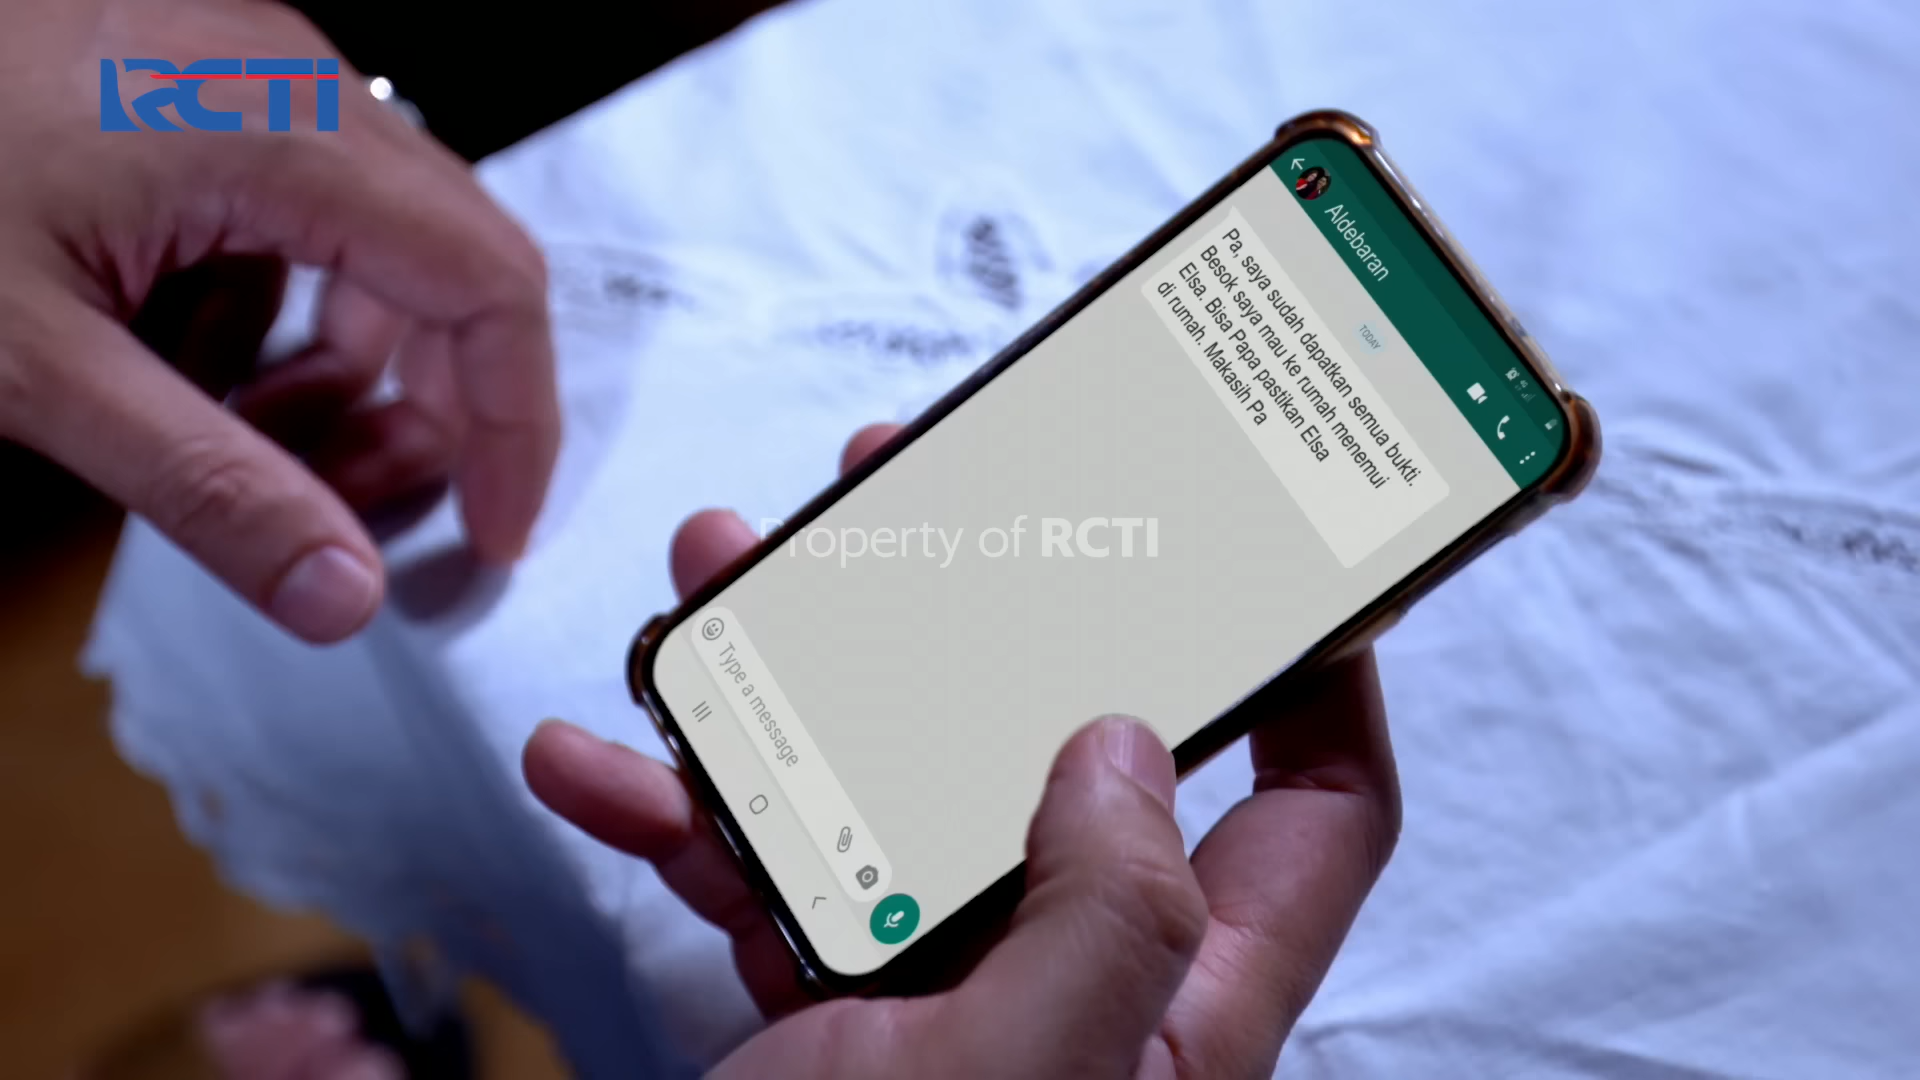 RCTI
Aldebaran
TODAY
Pa, saya sudah dapatkan semua bukti.
Besok saya mau ke rumah menemui
Elsa. Bisa Papa pastikan Elsa
di rumah. Makasih Pa
Property of RCTI
Type a message